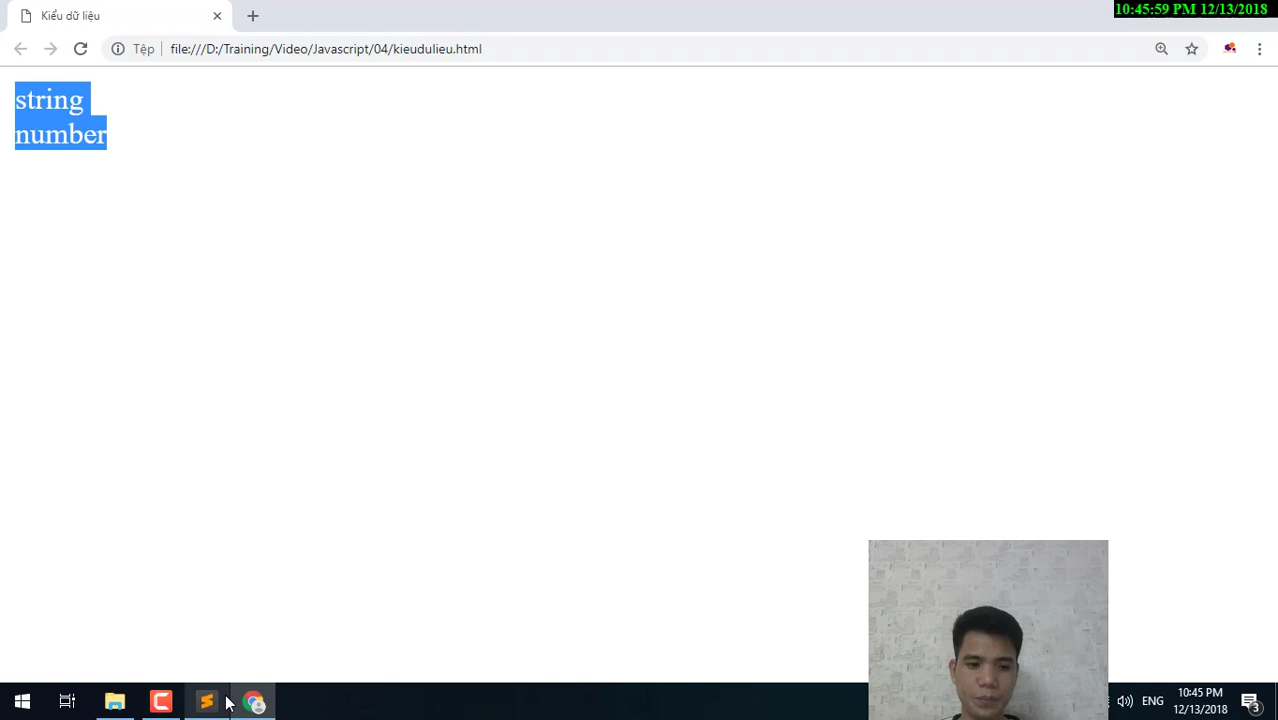 10:45:59 PM 12/13/2018
Kiểu dữ liệu
Tệp
file:///D:/Training/Video/Javascript/04/kieudulieu.html
string
number
ENG
10:45 PM
12/13/2018
3